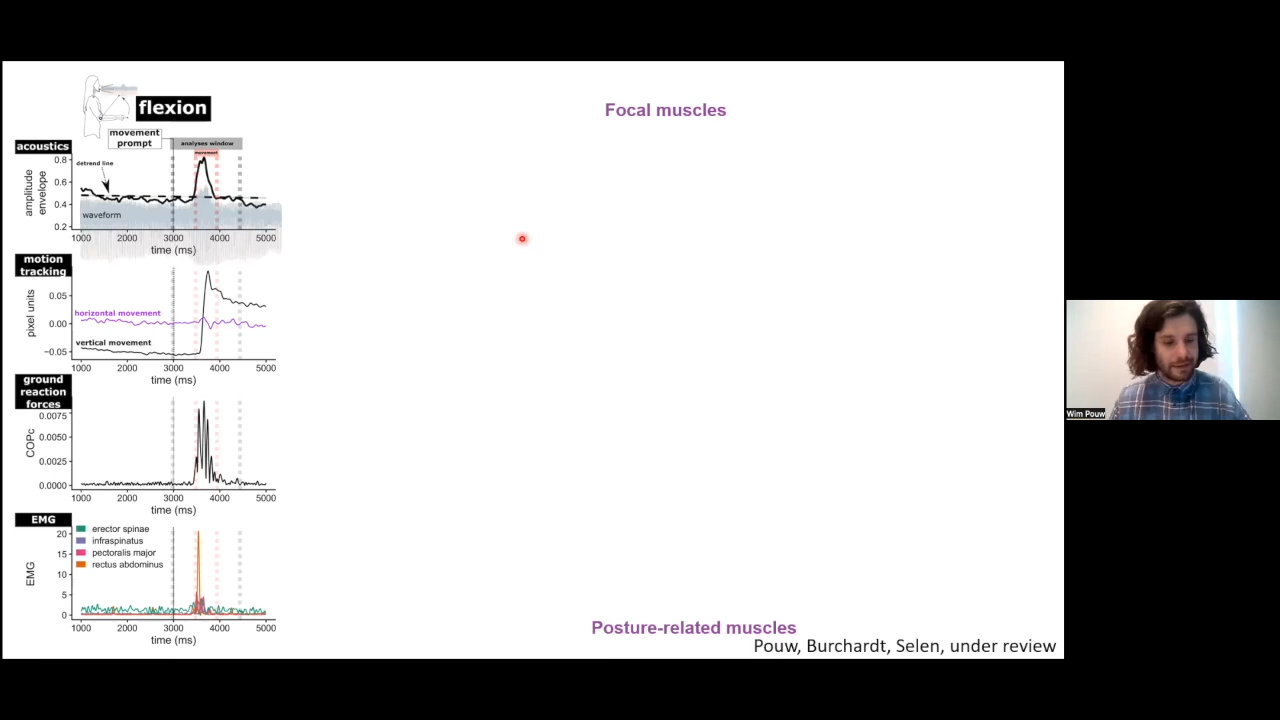 flexion
Focal muscles
movement
prompt
analyses window
movement
acoustics
detrend line
waveform
amplitude
envelope
0.8
0.6
0.4
0.2
1000 2000 3000 4000 5000
time (ms)
motion
tracking
horizontal movement
vertical movement
pixel units
0.05
0.00
−0.05
1000 2000 3000 4000 5000
time (ms)
ground
reaction
forces
COPc
0.0075
0.0050
0.0025
0.0000
1000 2000 3000 4000 5000
time (ms)
EMG
erector spinae
infraspinatus
pectoralis major
rectus abdominus
EMG
20
15
10
5
0
1000 2000 3000 4000 5000
time (ms)
Posture-related muscles
Pouw, Burchardt, Selen, under review
Wim Pouw